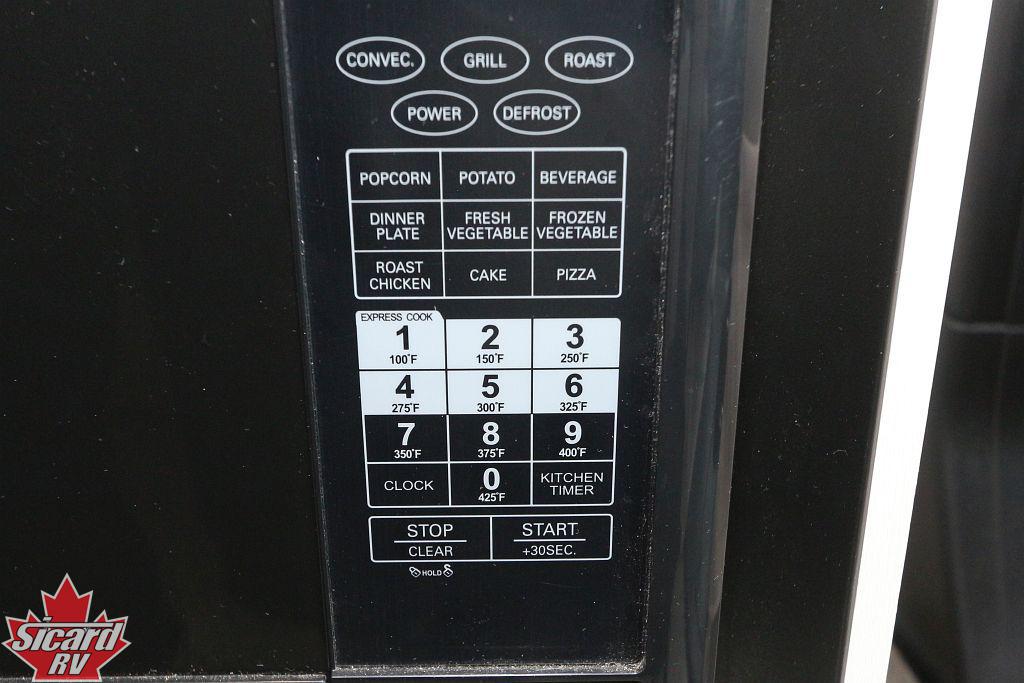 CONVEC. GRILL ROAST
POWER DEFROST
POPCORN POTATO BEVERAGE
DINNER PLATE FRESH VEGETABLE FROZEN VEGETABLE
ROAST CHICKEN CAKE PIZZA
EXPRESS COOK
1 2 3
100°F 150°F 250°F
4 5 6
275°F 300°F 325°F
7 8 9
350°F 375°F 400°F
CLOCK 0 KITCHEN TIMER
425°F
STOP START
CLEAR +30SEC.
HOLD
Sicard
RV